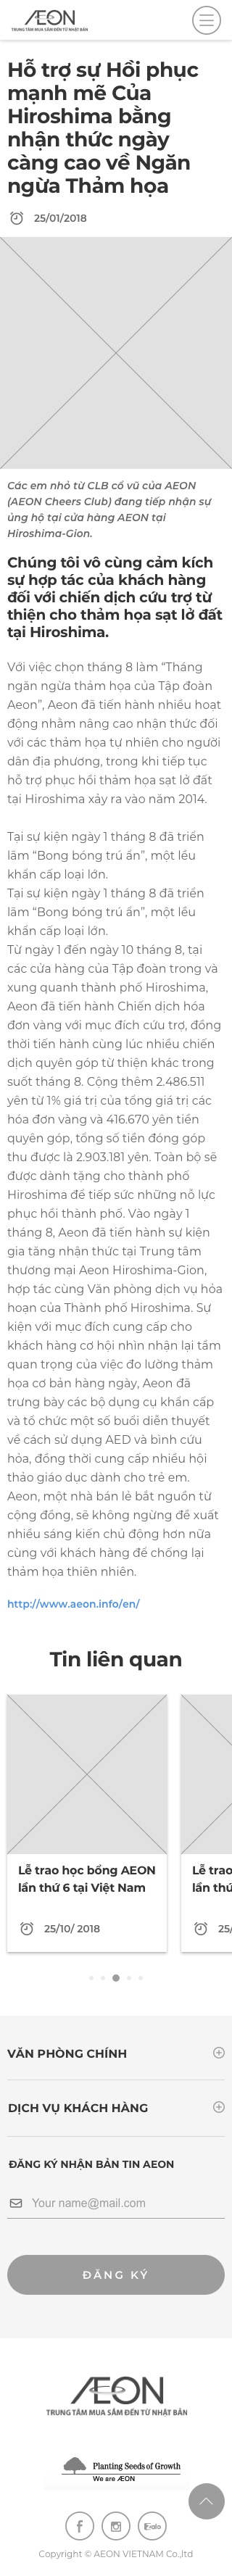 ÆON
TRUNG TÂM MUA SẮM ĐẾN TỪ NHẬT BẢN
Hỗ trợ sự Hồi phục
mạnh mẽ Của
Hiroshima bằng
nhận thức ngày
càng cao về Ngăn
ngừa Thảm họa
25/01/2018
Các em nhỏ từ CLB cổ vũ của AEON
(AEON Cheers Club) đang tiếp nhận sự
ủng hộ tại cửa hàng AEON tại
Hiroshima-Gion.
Chúng tôi vô cùng cảm kích
sự hợp tác của khách hàng
đối với chiến dịch cứu trợ từ
thiện cho thảm họa sạt lở đất
tại Hiroshima.
Với việc chọn tháng 8 làm “Tháng
ngăn ngừa thảm họa của Tập đoàn
Aeon”, Aeon đã tiến hành nhiều hoạt
động nhằm nâng cao nhận thức đối
với các thảm họa tự nhiên cho người
dân địa phương, trong khi tiếp tục
hỗ trợ phục hồi thảm họa sạt lở đất
tại Hiroshima xảy ra vào năm 2014.
Tại sự kiện ngày 1 tháng 8 đã triển
lãm “Bong bóng trú ẩn”, một lều
khẩn cấp loại lớn.
Tại sự kiện ngày 1 tháng 8 đã triển
lãm “Bong bóng trú ẩn”, một lều
khẩn cấp loại lớn.
Từ ngày 1 đến ngày 10 tháng 8, tại
các cửa hàng của Tập đoàn trong và
xung quanh thành phố Hiroshima,
Aeon đã tiến hành Chiến dịch hóa
đơn vàng với mục đích cứu trợ, đồng
thời tiến hành cùng lúc nhiều chiến
dịch quyên góp từ thiện khác trong
suốt tháng 8. Cộng thêm 2.486.511
yên từ 1% giá trị của tổng giá trị các
hóa đơn vàng và 416.670 yên tiền
quyên góp, tổng số tiền đóng góp
thu được là 2.903.181 yên. Toàn bộ sẽ
được dành tặng cho thành phố
Hiroshima để tiếp sức những nỗ lực
phục hồi thành phố. Vào ngày 1
tháng 8, Aeon đã tiến hành sự kiện
gia tăng nhận thức tại Trung tâm
thương mại Aeon Hiroshima-Gion,
hợp tác cùng Văn phòng dịch vụ hỏa
hoạn của Thành phố Hiroshima. Sự
kiện với mục đích cung cấp cho
khách hàng cơ hội nhìn nhận lại tầm
quan trọng của việc đo lường thảm
họa cơ bản hàng ngày, Aeon đã
trưng bày các bộ dụng cụ khẩn cấp
và tổ chức một số buổi diễn thuyết
về cách sử dụng AED và bình cứu
hỏa, đồng thời cung cấp nhiều hội
thảo giáo dục dành cho trẻ em.
Aeon, một nhà bán lẻ bắt nguồn từ
cộng đồng, sẽ không ngừng đề xuất
nhiều sáng kiến chủ động hơn nữa
cùng với khách hàng để chống lại
thảm họa thiên nhiên.
http://www.aeon.info/en/
Tin liên quan
Lễ trao học bổng AEON
lần thứ 6 tại Việt Nam
25/10/ 2018
Lễ trao
lần thứ
25/
VĂN PHÒNG CHÍNH
DỊCH VỤ KHÁCH HÀNG
ĐĂNG KÝ NHẬN BẢN TIN AEON
Your name@mail.com
ĐĂNG KÝ
ÆON
TRUNG TÂM MUA SẮM ĐẾN TỪ NHẬT BẢN
Planting Seeds of Growth
We are ÆON
Zalo
Copyright © AEON VIETNAM Co.,ltd